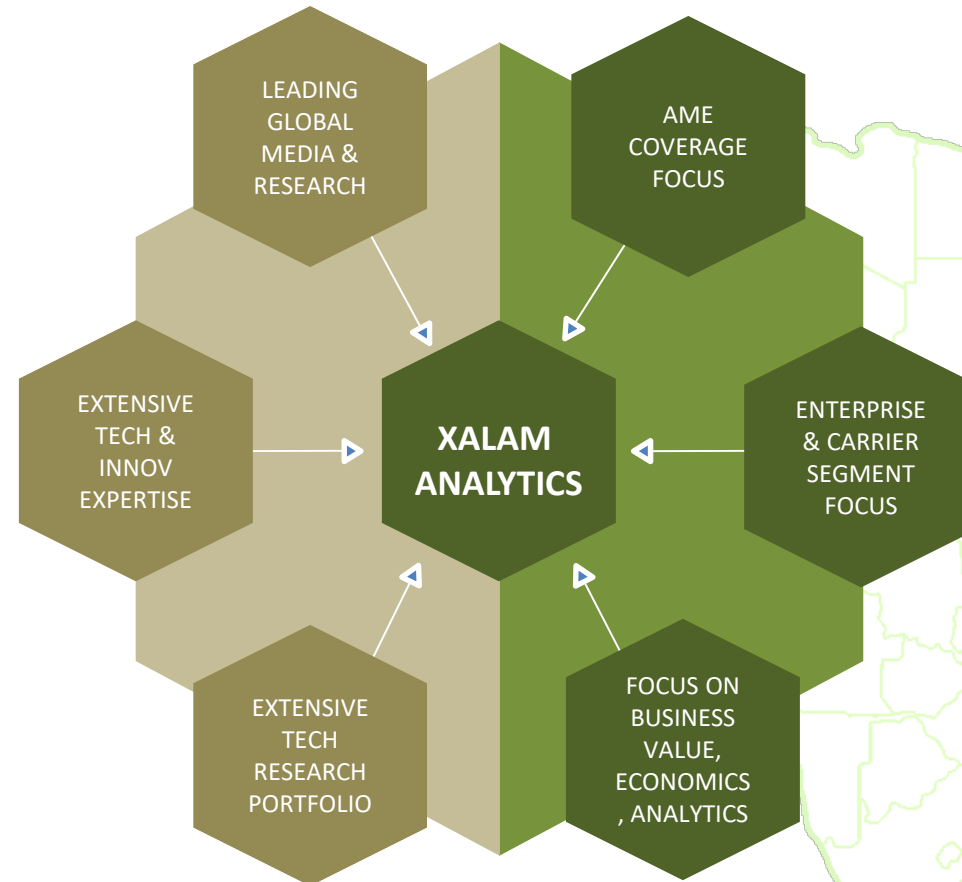 LEADING
GLOBAL
MEDIA &
RESEARCH
AME
COVERAGE
FOCUS
EXTENSIVE
TECH &
INNOV
EXPERTISE
XALAM
ANALYTICS
ENTERPRISE
& CARRIER
SEGMENT
FOCUS
EXTENSIVE
TECH
RESEARCH
PORTFOLIO
FOCUS ON
BUSINESS
VALUE,
ECONOMICS
, ANALYTICS